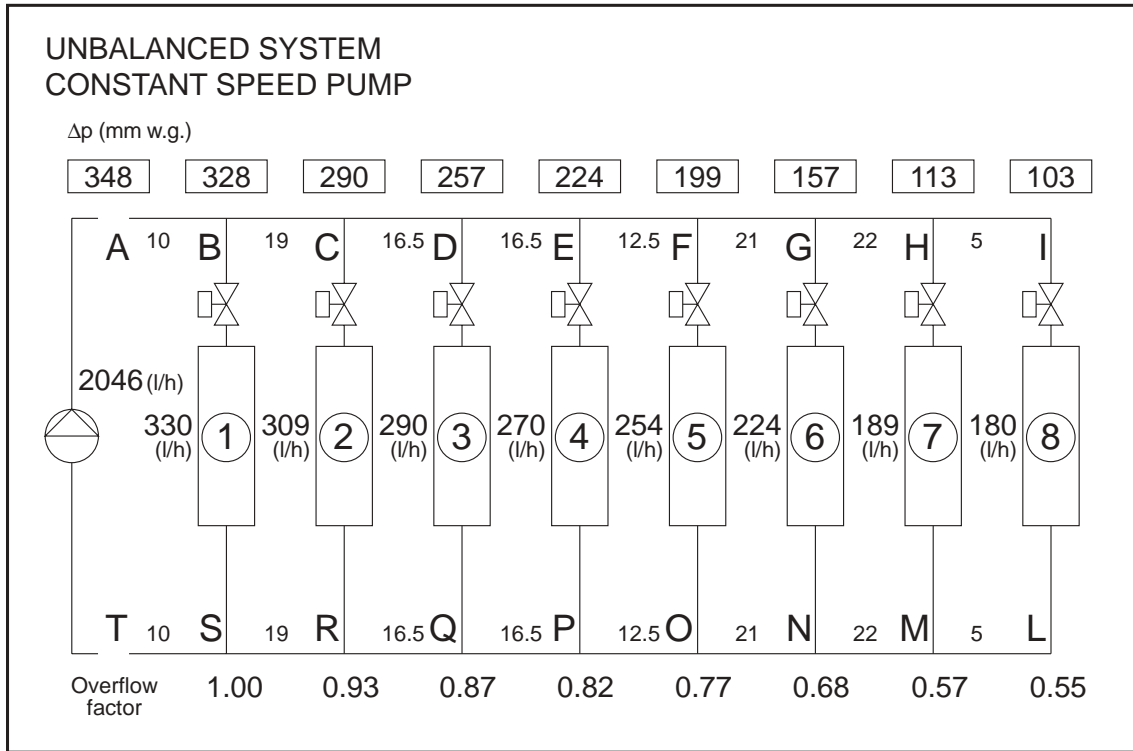 UNBALANCED SYSTEM
CONSTANT SPEED PUMP
Δp (mm w.g.)
348 328 290 257 224 199 157 113 103
A 10 B 19 C 16.5 D 16.5 E 12.5 F 21 G 22 H 5 I
2046 (l/h)
330 (l/h) 1 309 (l/h) 2 290 (l/h) 3 270 (l/h) 4 254 (l/h) 5 224 (l/h) 6 189 (l/h) 7 180 (l/h) 8
T 10 S 19 R 16.5 Q 16.5 P 12.5 O 21 N 22 M 5 L
Overflow factor 1.00 0.93 0.87 0.82 0.77 0.68 0.57 0.55